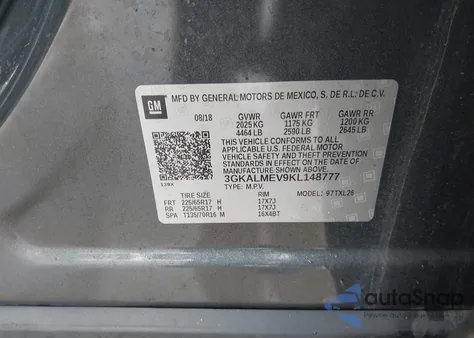 GM
MFD BY GENERAL MOTORS DE MEXICO, S. DE R.L. DE C.V.
08/18 GVWR GAWR FRT GAWR RR
2025 KG 1175 KG 1200 KG
4464 LB 2590 LB 2645 LB
THIS VEHICLE CONFORMS TO ALL APPLICABLE
U.S. FEDERAL MOTOR VEHICLE SAFETY, BUMPER,
AND THEFT PREVENTION STANDARDS
IN EFFECT ON THE DATE OF
MANUFACTURE SHOWN ABOVE.
3GKALMEV9KL148777
TYPE: M.P.V. MODEL: 97TXL26
TIRE SIZE RIM
FRT 225/65R17 H 17X7J
RR 225/65R17 H 17X7J
SPA T135/70R16 M 16X4BT
autoSnap